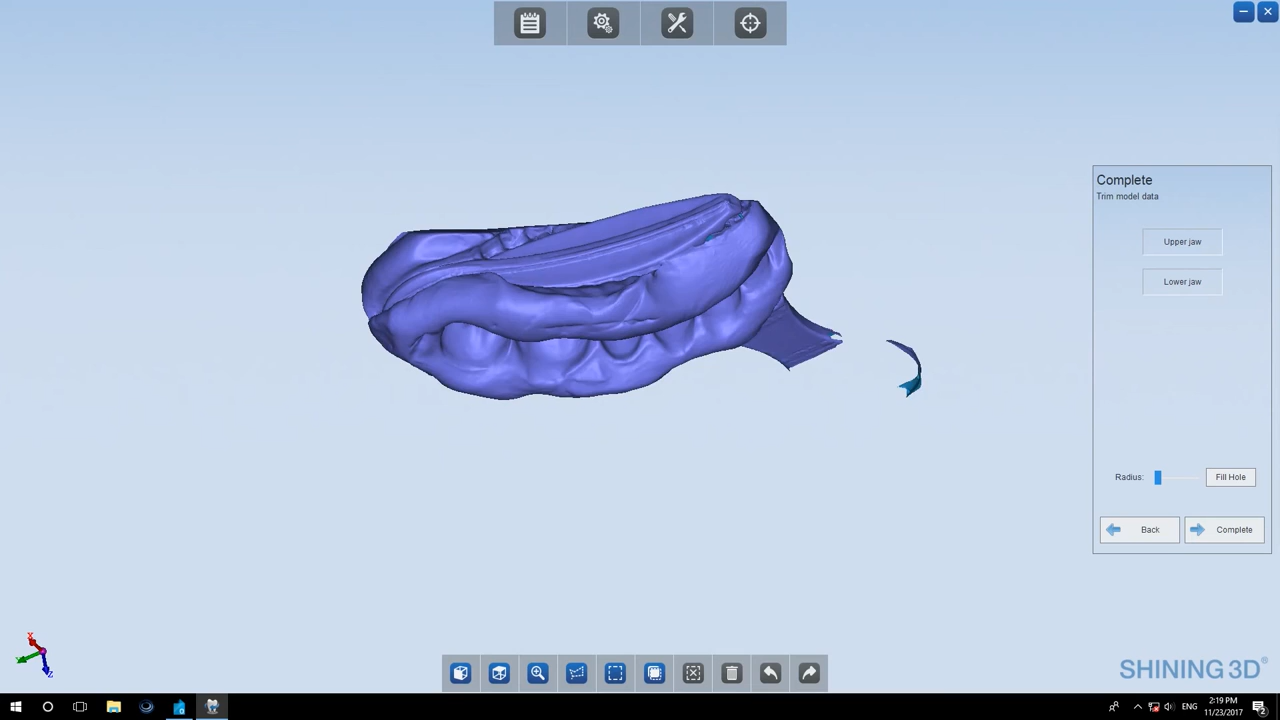 Complete
Trim model data
Upper jaw
Lower jaw
Radius:
Fill Hole
Back
Complete
X
Y
Z
SHINING 3D®
ENG
2:19 PM
11/23/2017
2